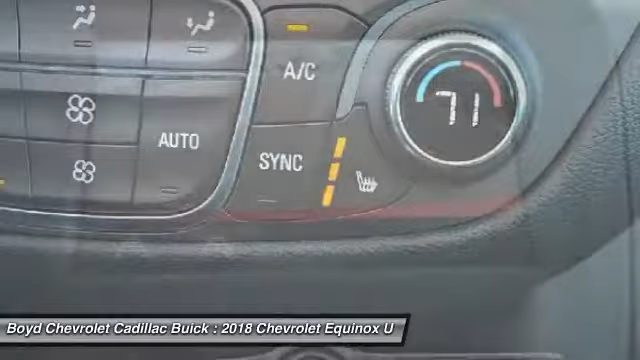 A/C
71
AUTO
SYNC
Boyd Chevrolet Cadillac Buick : 2018 Chevrolet Equinox U